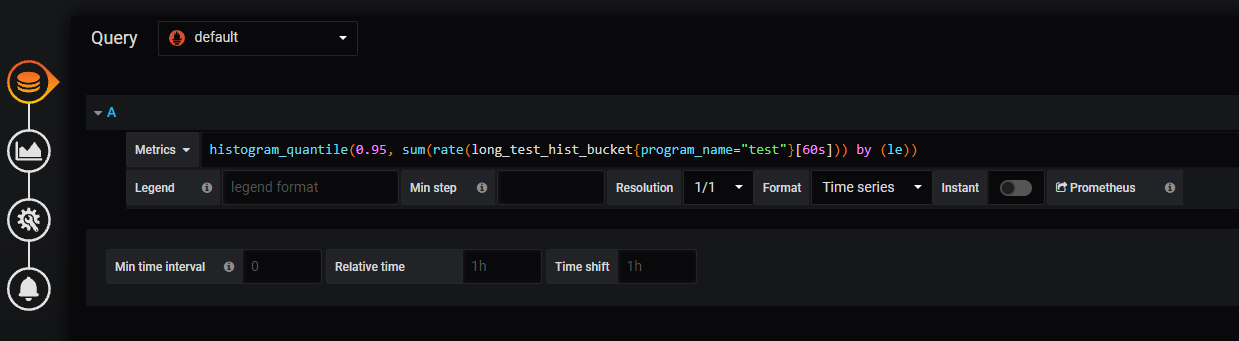 Query default
A
Metrics histogram_quantile(0.95, sum(rate(long_test_hist_bucket{program_name="test"}[60s])) by (le))
Legend legend format Min step Resolution 1/1 Format Time series Instant Prometheus
Min time interval 0 Relative time 1h Time shift 1h